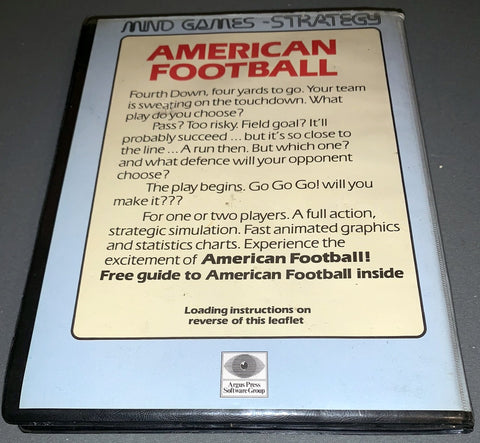 MIND GAMES - STRATEGY
AMERICAN
FOOTBALL
Fourth Down, four yards to go. Your team
is sweating on the touchdown. What
play do you choose?
Pass? Too risky. Field goal? It'll
probably succeed ... but it's so close to
the line ... A run then. But which one?
and what defence will your opponent
choose?
The play begins. Go Go Go! will you
make it???
For one or two players. A full action,
strategic simulation. Fast animated graphics
and statistics charts. Experience the
excitement of American Football!
Free guide to American Football inside
Loading instructions on
reverse of this leaflet
Argus Press
Software Group